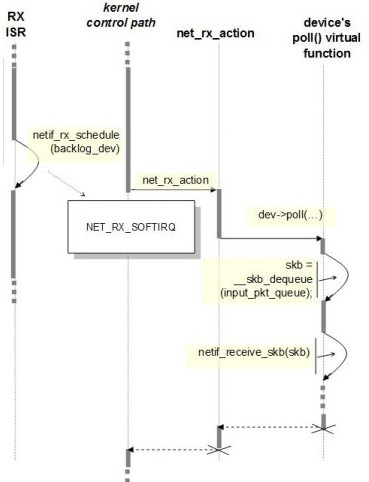 RX
ISR
kernel
control path
net_rx_action
device's
poll() virtual
function
netif_rx_schedule
(backlog_dev)
net_rx_action
NET_RX_SOFTIRQ
dev->poll(...)
skb =
__skb_dequeue
(input_pkt_queue);
netif_receive_skb(skb)